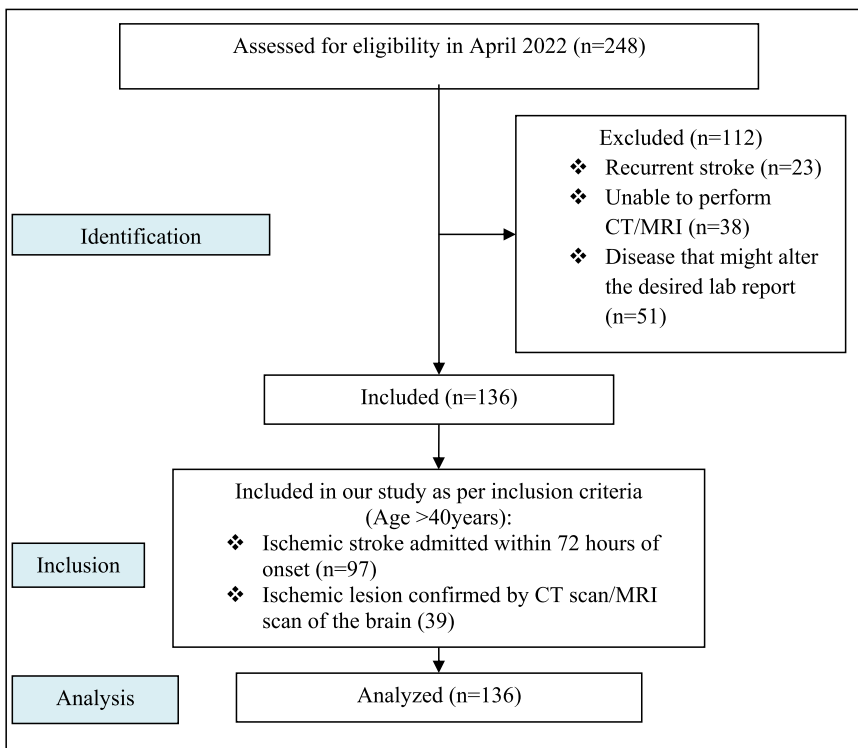 Assessed for eligibility in April 2022 (n=248)
Excluded (n=112)
❖ Recurrent stroke (n=23)
❖ Unable to perform
CT/MRI (n=38)
❖ Disease that might alter
the desired lab report
(n=51)
Identification
Included (n=136)
Included in our study as per inclusion criteria
(Age >40years):
❖ Ischemic stroke admitted within 72 hours of
onset (n=97)
❖ Ischemic lesion confirmed by CT scan/MRI
scan of the brain (39)
Inclusion
Analysis
Analyzed (n=136)